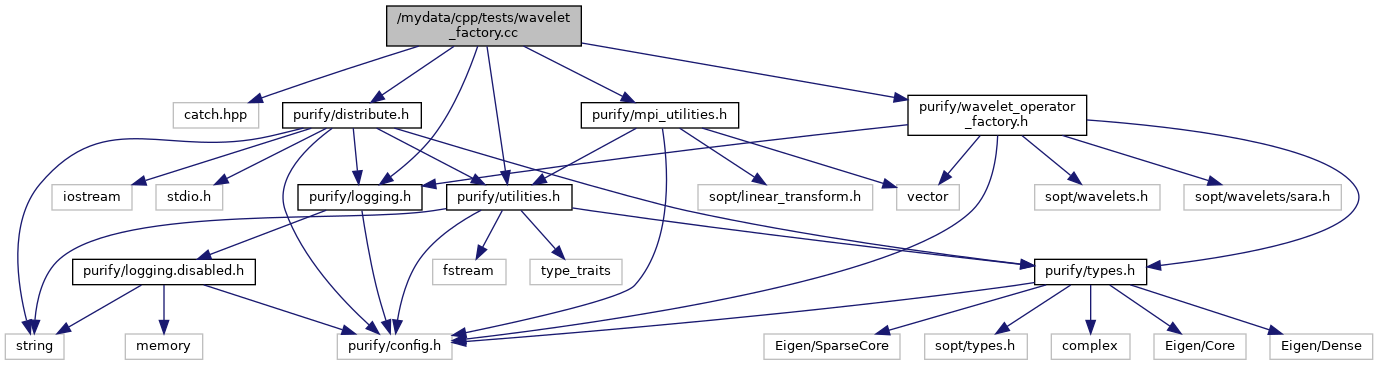 /mydata/cpp/tests/wavelet
_factory.cc
catch.hpp
purify/distribute.h
purify/mpi_utilities.h
purify/wavelet_operator
_factory.h
iostream
stdio.h
purify/logging.h
purify/utilities.h
sopt/linear_transform.h
vector
sopt/wavelets.h
sopt/wavelets/sara.h
purify/logging.disabled.h
fstream
type_traits
purify/types.h
string
memory
purify/config.h
Eigen/SparseCore
sopt/types.h
complex
Eigen/Core
Eigen/Dense